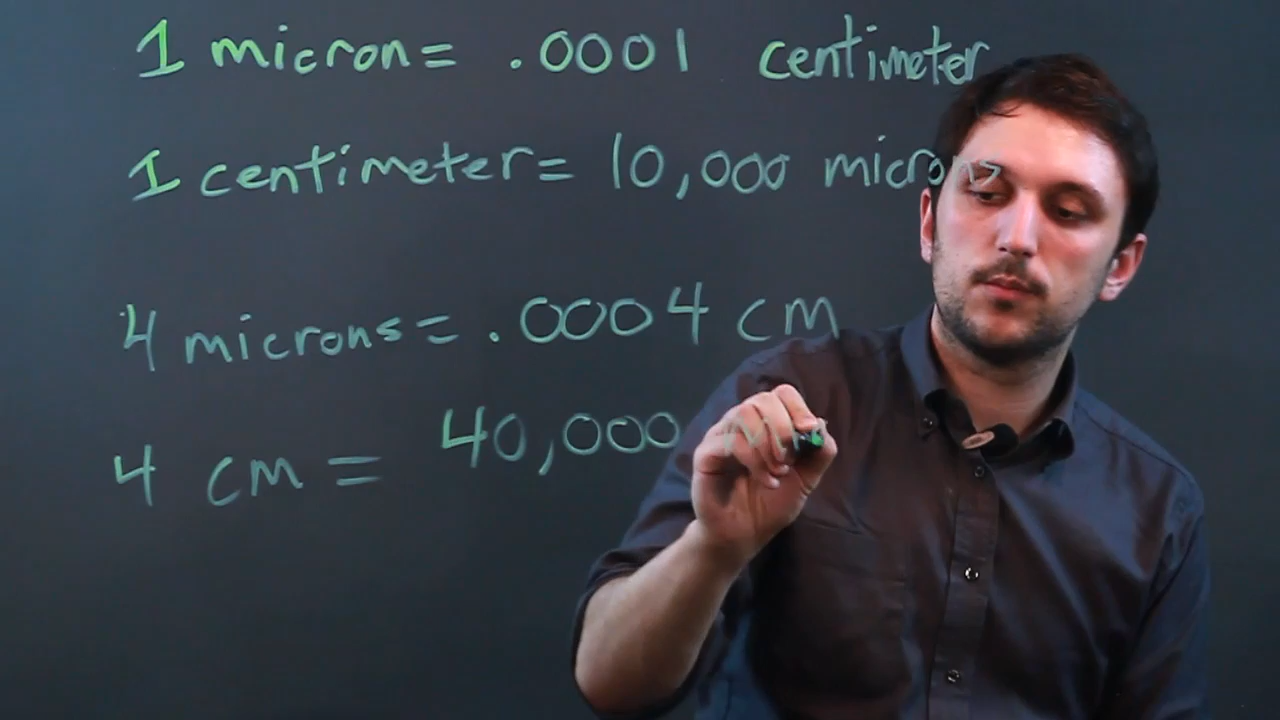 1 micron = .0001 centimeter
1 centimeter = 10,000 microns
4 microns = .0004 cm
4 cm = 40,000